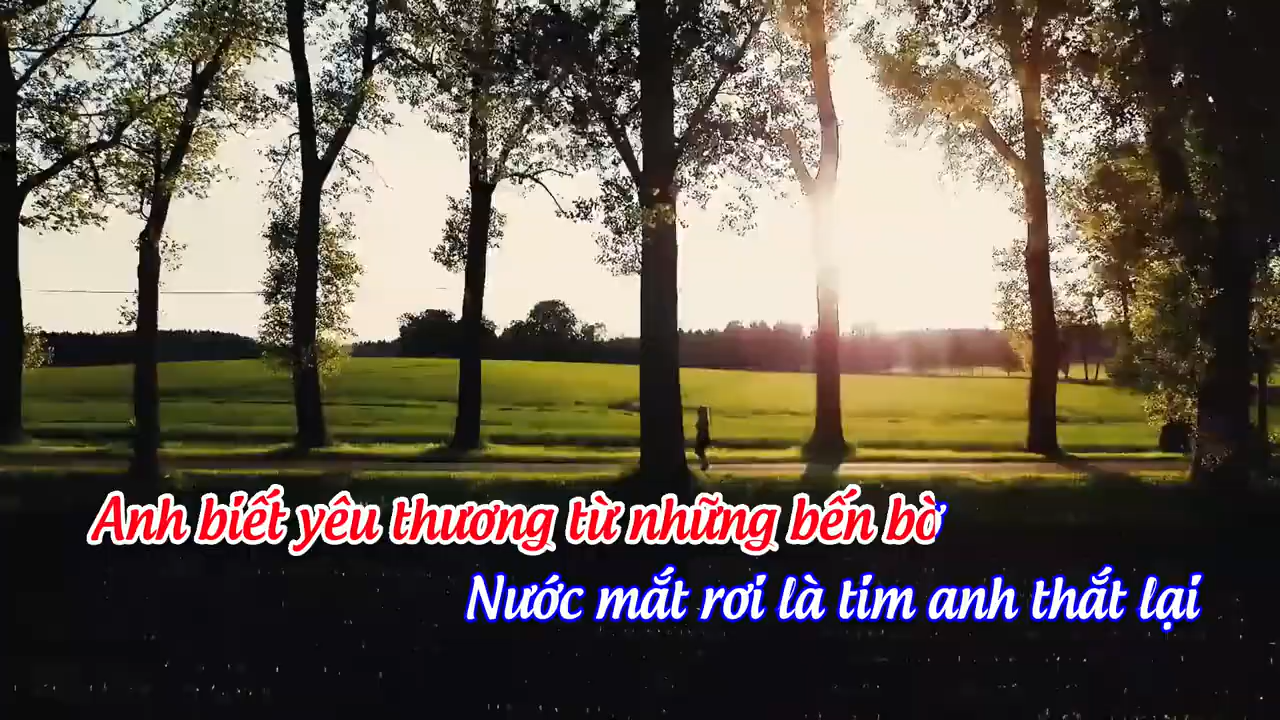 Anh biết yêu thương từ những bến bờ
Nước mắt rơi là tim anh thắt lại